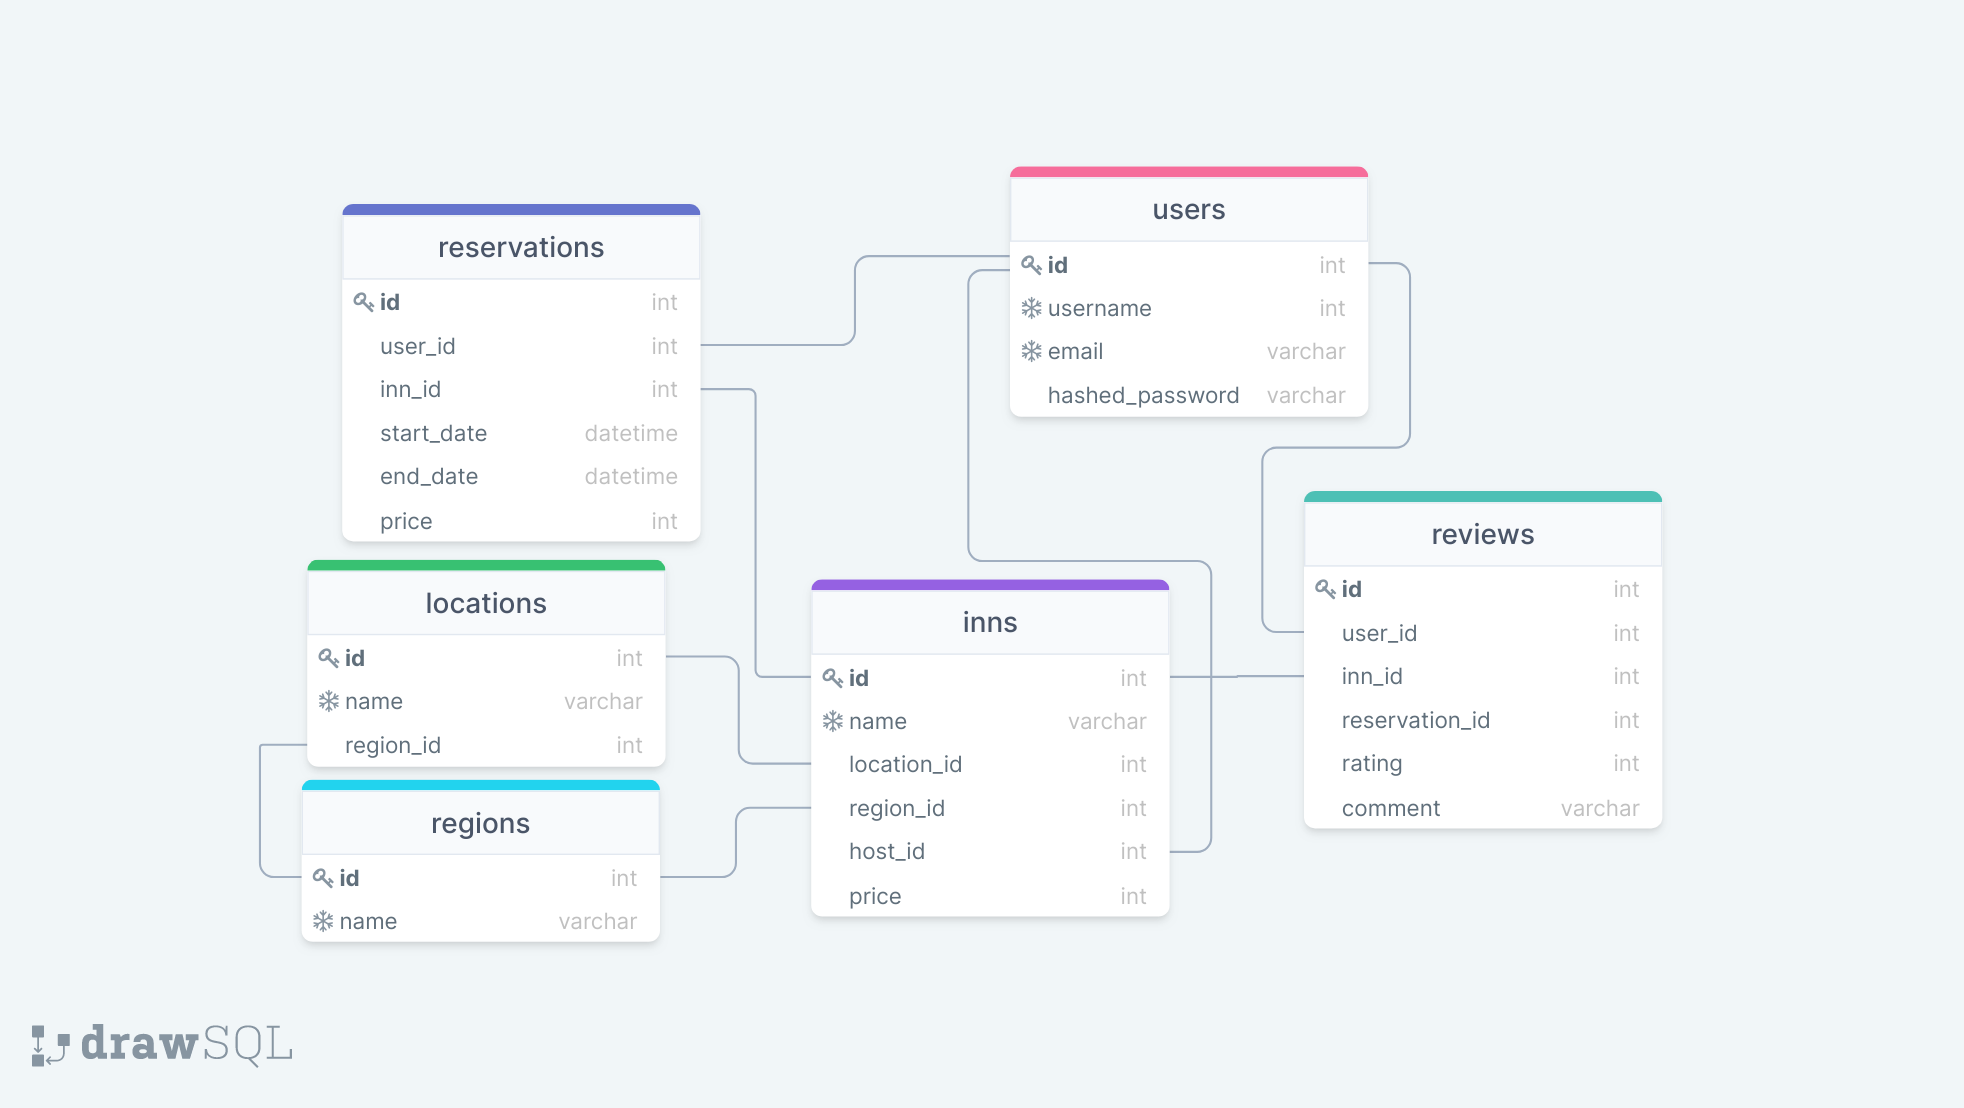 reservations
id int
user_id int
inn_id int
start_date datetime
end_date datetime
price int
users
id int
username int
email varchar
hashed_password varchar
locations
id int
name varchar
region_id int
regions
id int
name varchar
inns
id int
name varchar
location_id int
region_id int
host_id int
price int
reviews
id int
user_id int
inn_id int
reservation_id int
rating int
comment varchar
drawSQL